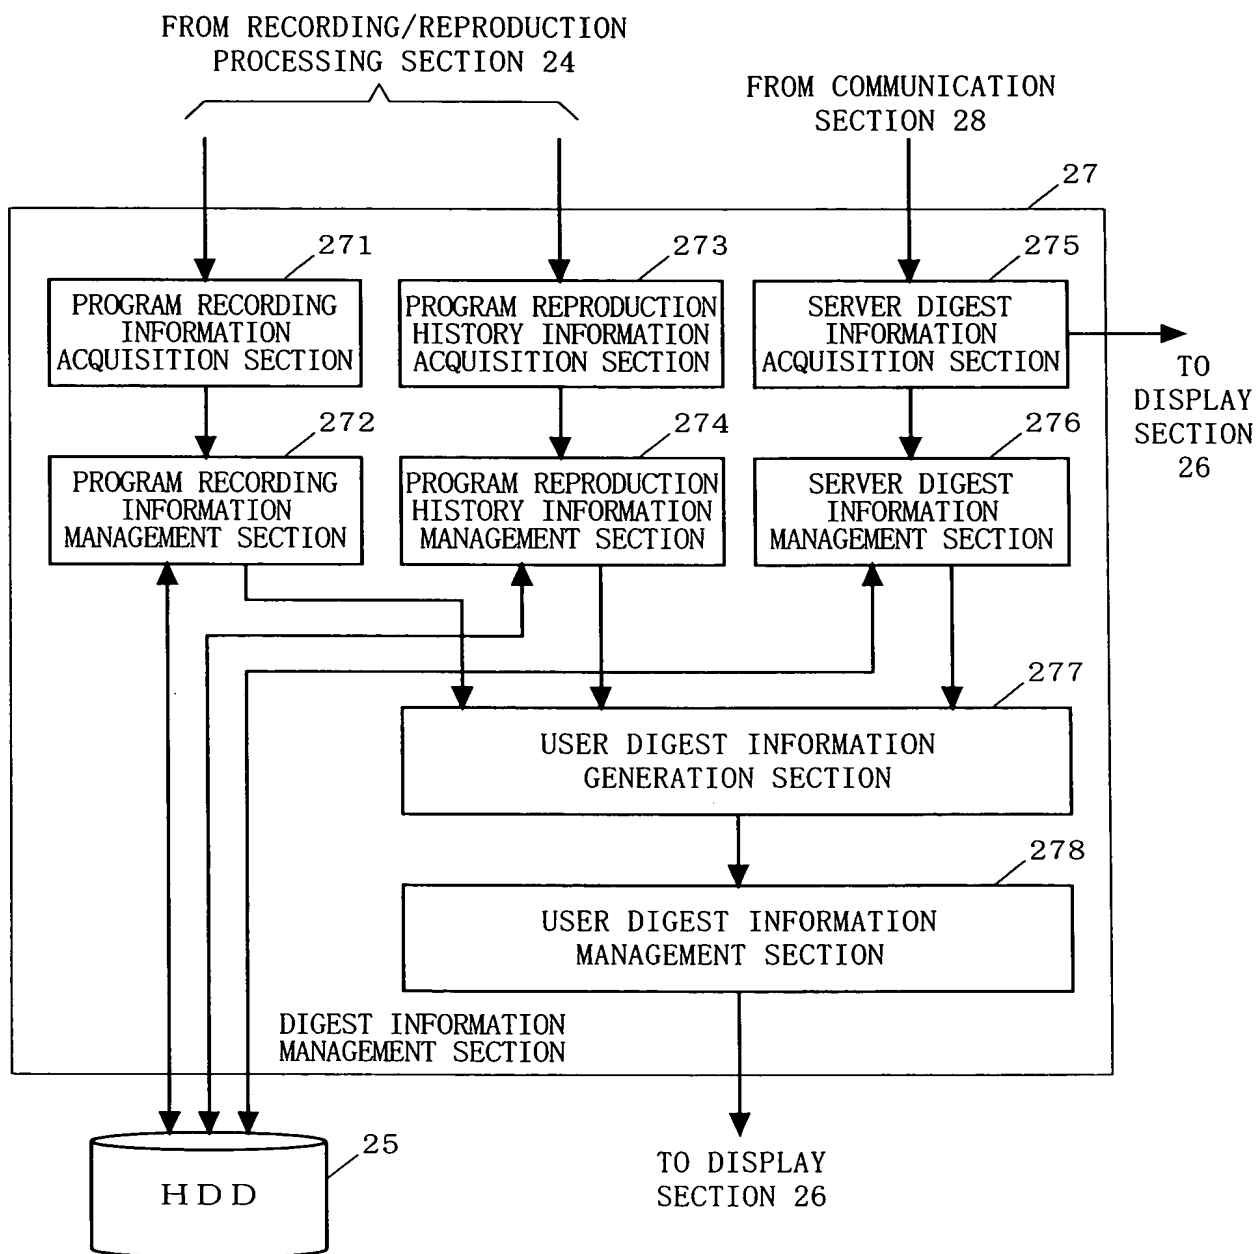 FROM RECORDING/REPRODUCTION
PROCESSING SECTION 24
FROM COMMUNICATION
SECTION 28
27
271
PROGRAM RECORDING
INFORMATION
ACQUISITION SECTION
273
PROGRAM REPRODUCTION
HISTORY INFORMATION
ACQUISITION SECTION
275
SERVER DIGEST
INFORMATION
ACQUISITION SECTION
TO
DISPLAY
SECTION
26
272
PROGRAM RECORDING
INFORMATION
MANAGEMENT SECTION
274
PROGRAM REPRODUCTION
HISTORY INFORMATION
MANAGEMENT SECTION
276
SERVER DIGEST
INFORMATION
MANAGEMENT SECTION
277
USER DIGEST INFORMATION
GENERATION SECTION
278
USER DIGEST INFORMATION
MANAGEMENT SECTION
DIGEST INFORMATION
MANAGEMENT SECTION
25
HDD
TO DISPLAY
SECTION 26